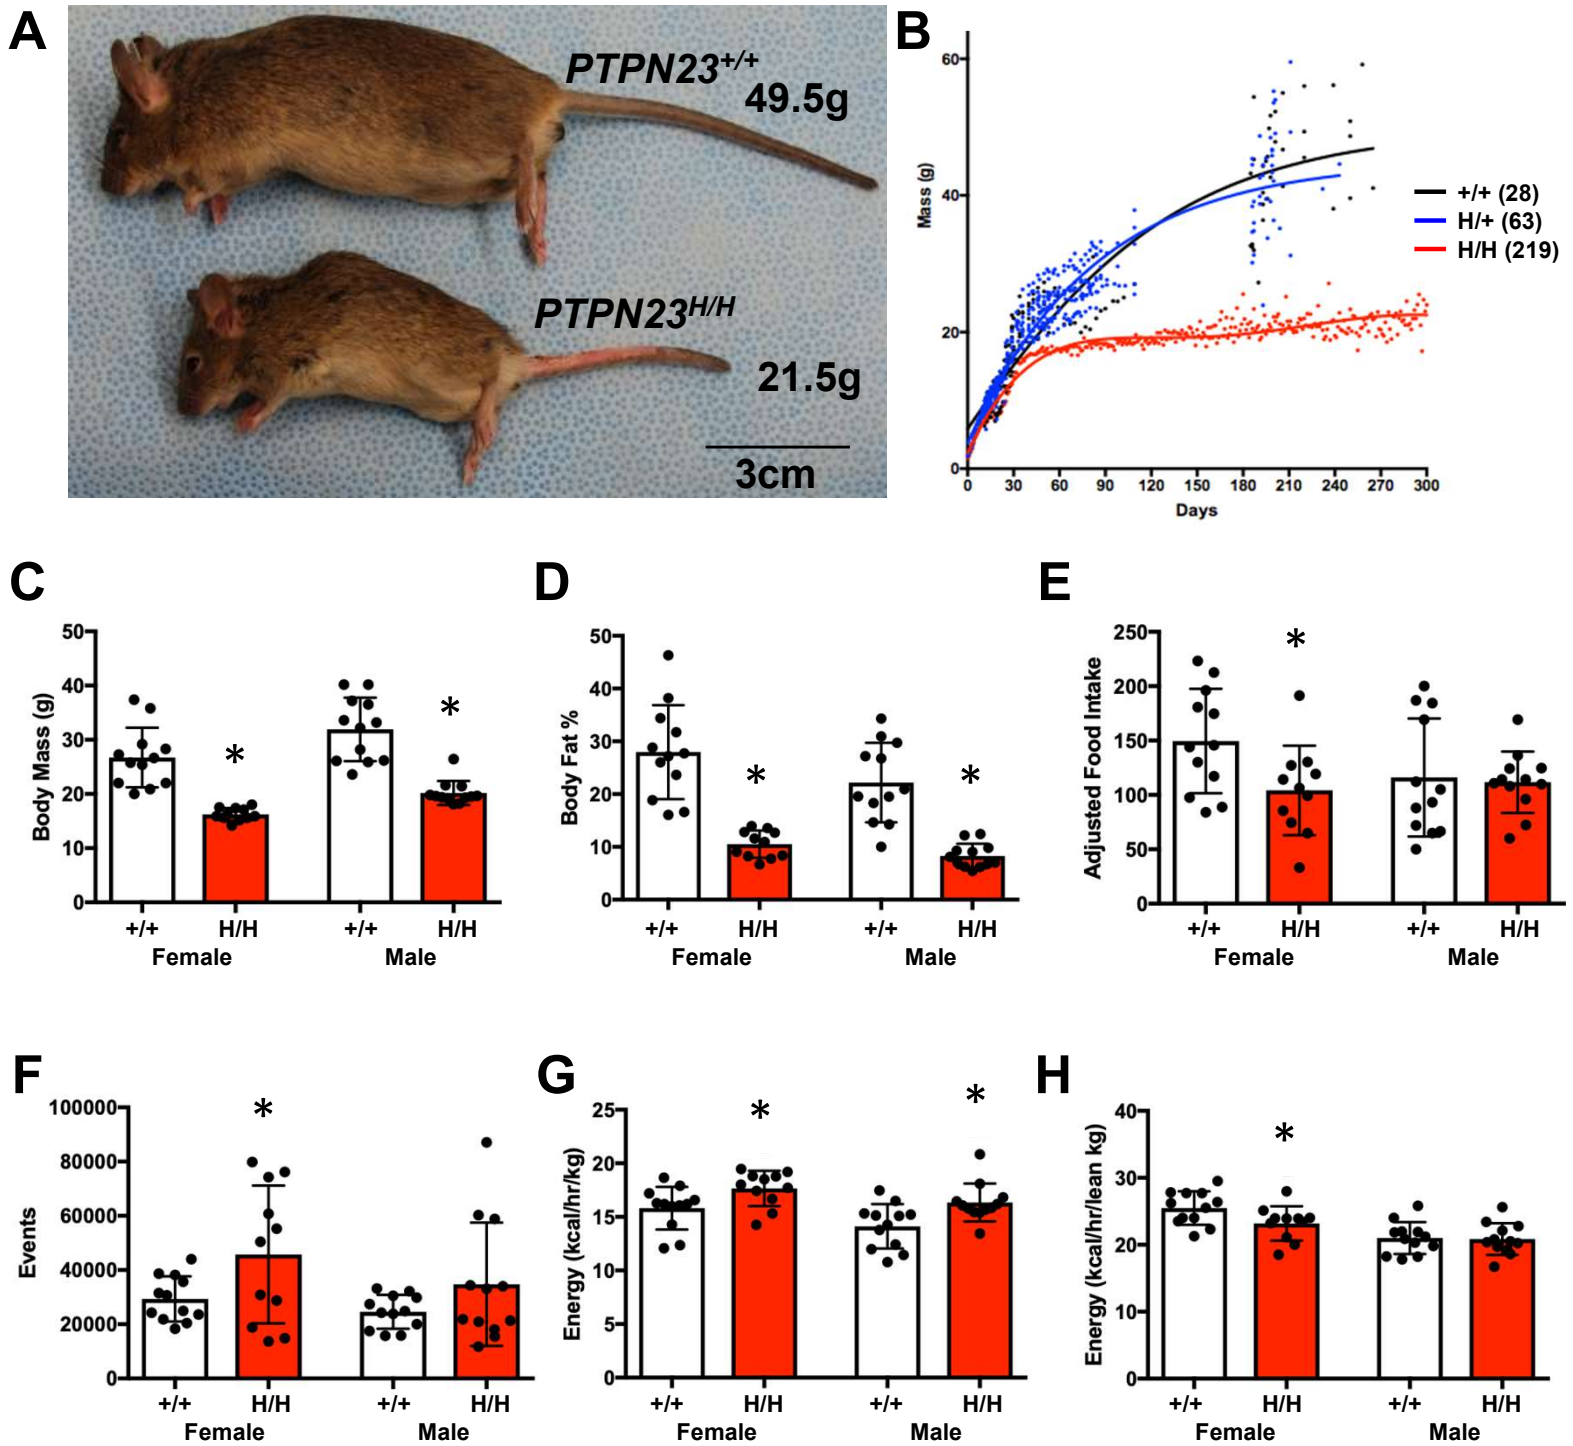 A
PTPN23+/+
49.5g
PTPN23H/H
21.5g
3cm
B
Mass (g)
60
40
20
0
0 30 60 90 120 150 180 210 240 270 300
Days
+/+ (28)
H/+ (63)
H/H (219)
C
Body Mass (g)
50
40
30
20
10
0
*
*
+/+ H/H +/+ H/H
Female Male
D
Body Fat %
50
40
30
20
10
0
*
*
+/+ H/H +/+ H/H
Female Male
E
Adjusted Food Intake
250
200
150
100
50
0
*
+/+ H/H +/+ H/H
Female Male
F
Events
100000
80000
60000
40000
20000
0
*
+/+ H/H +/+ H/H
Female Male
G
Energy (kcal/hr/kg)
25
20
15
10
5
0
*
*
+/+ H/H +/+ H/H
Female Male
H
Energy (kcal/hr/lean kg)
40
30
20
10
0
*
+/+ H/H +/+ H/H
Female Male